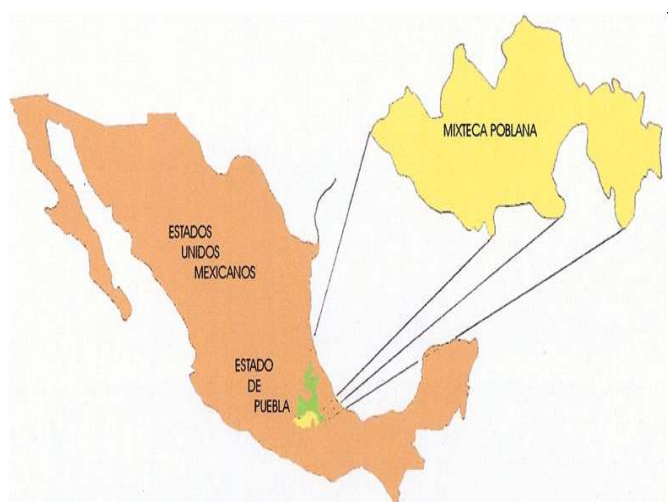 MIXTECA POBLANA
ESTADOS
UNIDOS
MEXICANOS
ESTADO
DE
PUEBLA